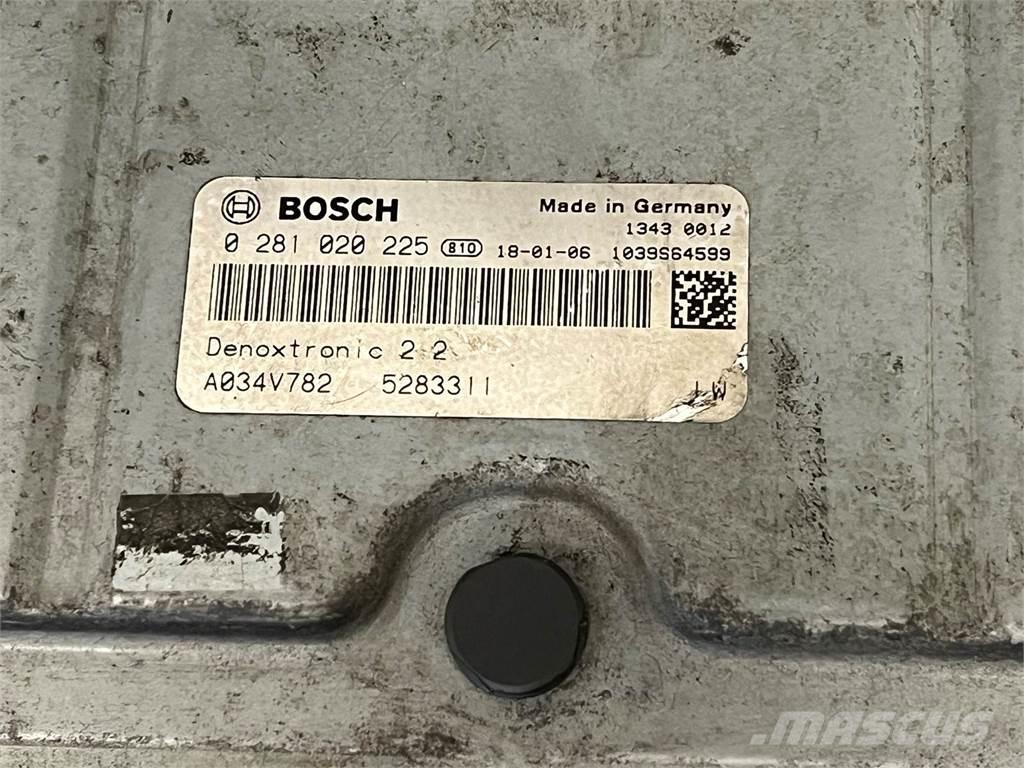 BOSCH Made in Germany
1343 0012
0 281 020 225 810 18-01-06 1039S64599
Denoxtronic 2 2
A034V782 5283311
MASCUS